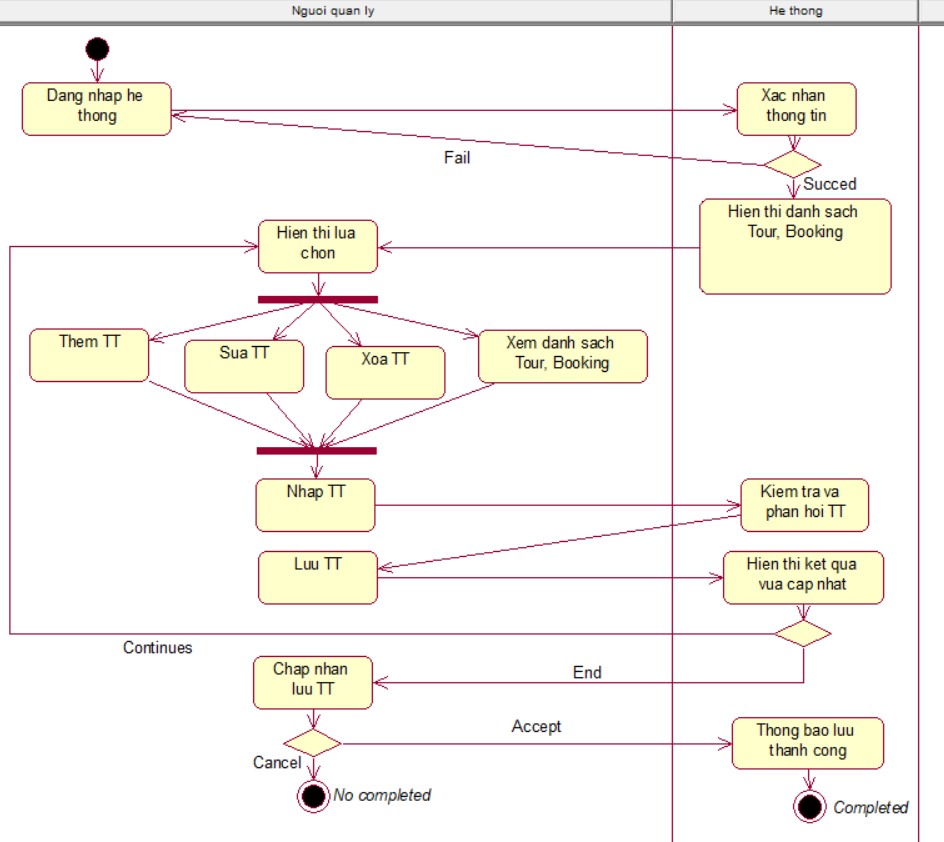 Nguoi quan ly
He thong
Dang nhap he
thong
Xac nhan
thong tin
Fail
Succed
Hien thi danh sach
Tour, Booking
Hien thi lua
chon
Them TT
Sua TT
Xoa TT
Xem danh sach
Tour, Booking
Nhap TT
Kiem tra va
phan hoi TT
Luu TT
Hien thi ket qua
vua cap nhat
Continues
End
Chap nhan
luu TT
Accept
Thong bao luu
thanh cong
Cancel
No completed
Completed